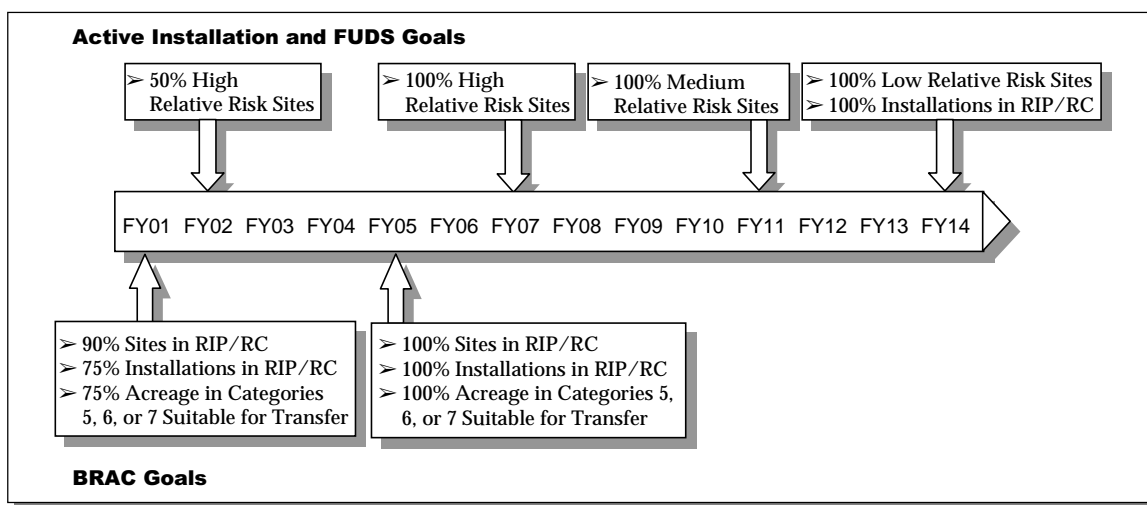 Active Installation and FUDS Goals
➢ 50% High
Relative Risk Sites
➢ 100% High
Relative Risk Sites
➢ 100% Medium
Relative Risk Sites
➢ 100% Low Relative Risk Sites
➢ 100% Installations in RIP/RC
FY01 FY02 FY03 FY04 FY05 FY06 FY07 FY08 FY09 FY10 FY11 FY12 FY13 FY14
➢ 90% Sites in RIP/RC
➢ 75% Installations in RIP/RC
➢ 75% Acreage in Categories
5, 6, or 7 Suitable for Transfer
➢ 100% Sites in RIP/RC
➢ 100% Installations in RIP/RC
➢ 100% Acreage in Categories 5,
6, or 7 Suitable for Transfer
BRAC Goals